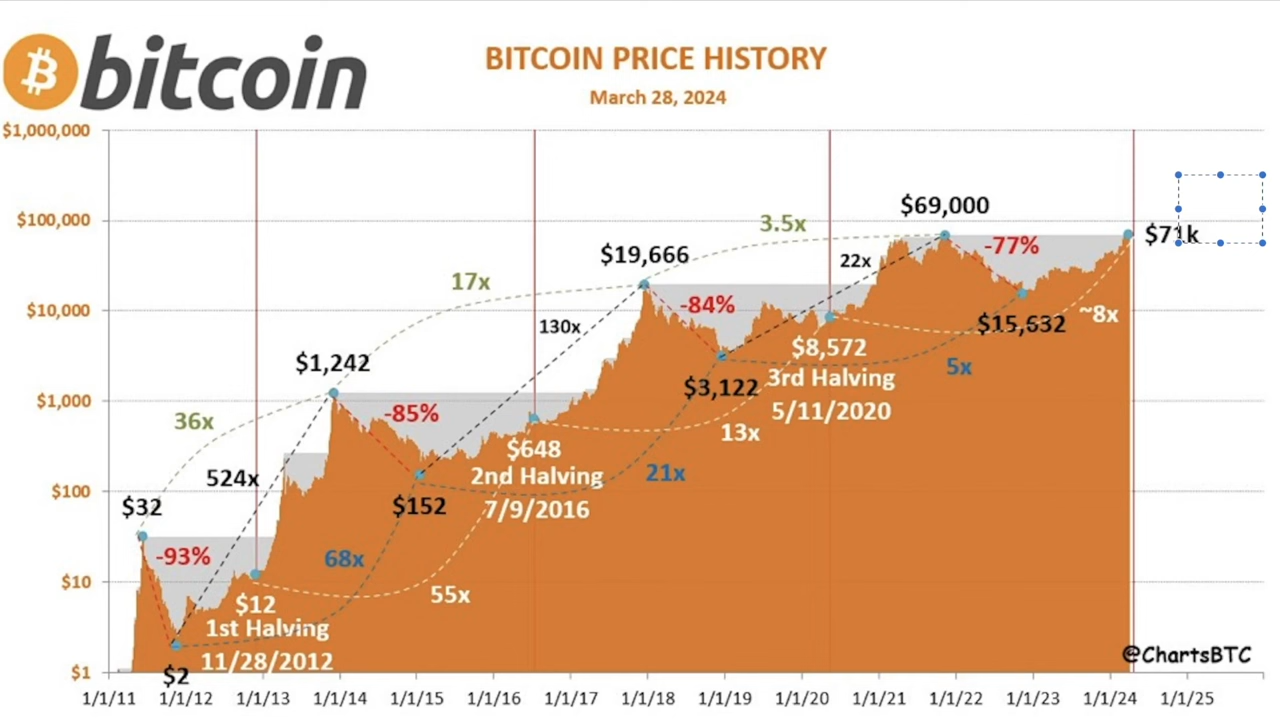 bitcoin
BITCOIN PRICE HISTORY
March 28, 2024
$1,000,000
$100,000
$10,000
$1,000
$100
$10
$1
$69,000
3.5x
$71k
-77%
$19,666
22x
17x
-84%
$15,632
~8x
130x
$8,572
3rd Halving
5/11/2020
$1,242
5x
$3,122
36x
-85%
13x
$648
2nd Halving
7/9/2016
524x
21x
$32
$152
-93%
68x
55x
$12
1st Halving
11/28/2012
$2
@ChartsBTC
1/1/11 1/1/12 1/1/13 1/1/14 1/1/15 1/1/16 1/1/17 1/1/18 1/1/19 1/1/20 1/1/21 1/1/22 1/1/23 1/1/24 1/1/25